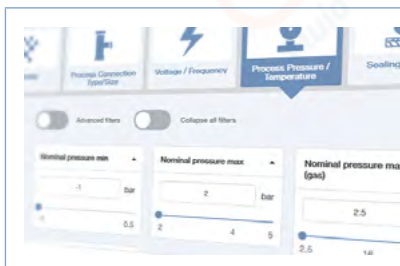 Process Connection
Type/Size
Voltage / Frequency
Process Pressure /
Temperature
Sealing
Advanced filters
Collapse all filters
Nominal pressure min
Nominal pressure max
Nominal pressure ma
(gas)
-1
bar
2
bar
2.5
-1
0.5
2
4
5
2.5
16